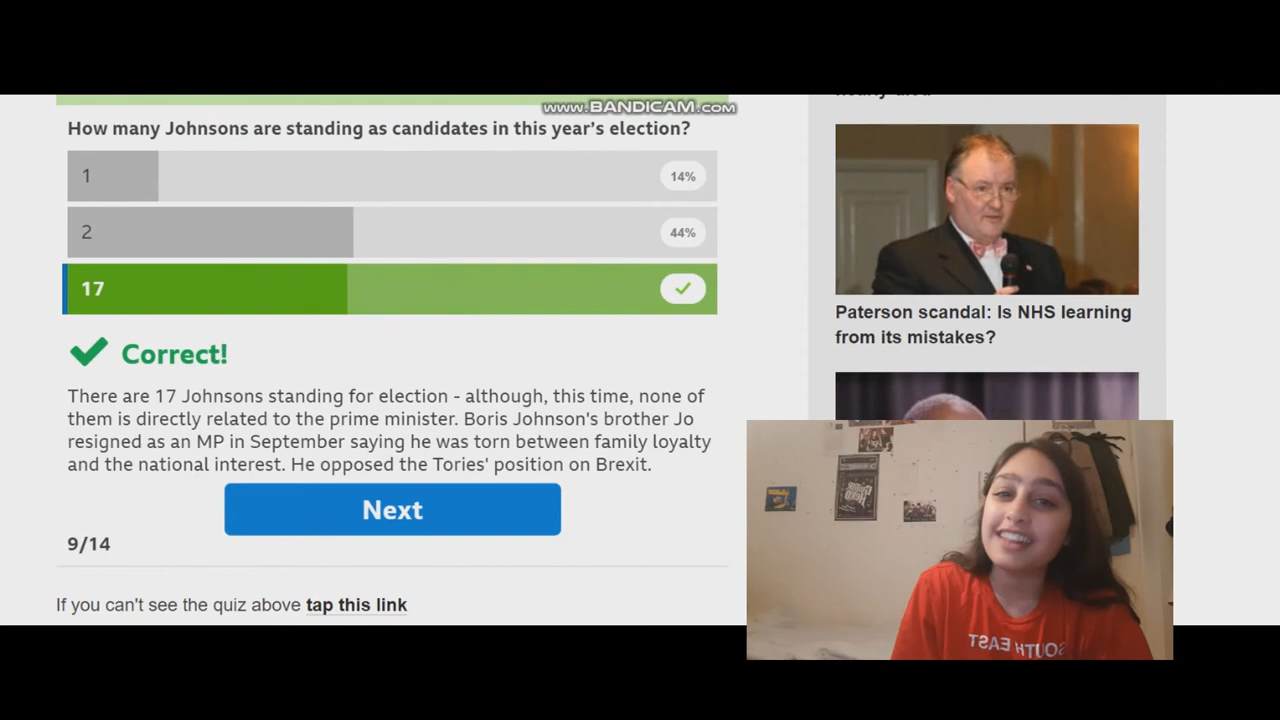 www.BANDICAM.com
How many Johnsons are standing as candidates in this year's election?
1
14%
2
44%
17
Correct!
There are 17 Johnsons standing for election - although, this time, none of
them is directly related to the prime minister. Boris Johnson's brother Jo
resigned as an MP in September saying he was torn between family loyalty
and the national interest. He opposed the Tories' position on Brexit.
Next
9/14
If you can't see the quiz above tap this link
Paterson scandal: Is NHS learning
from its mistakes?
SOUTH EAST